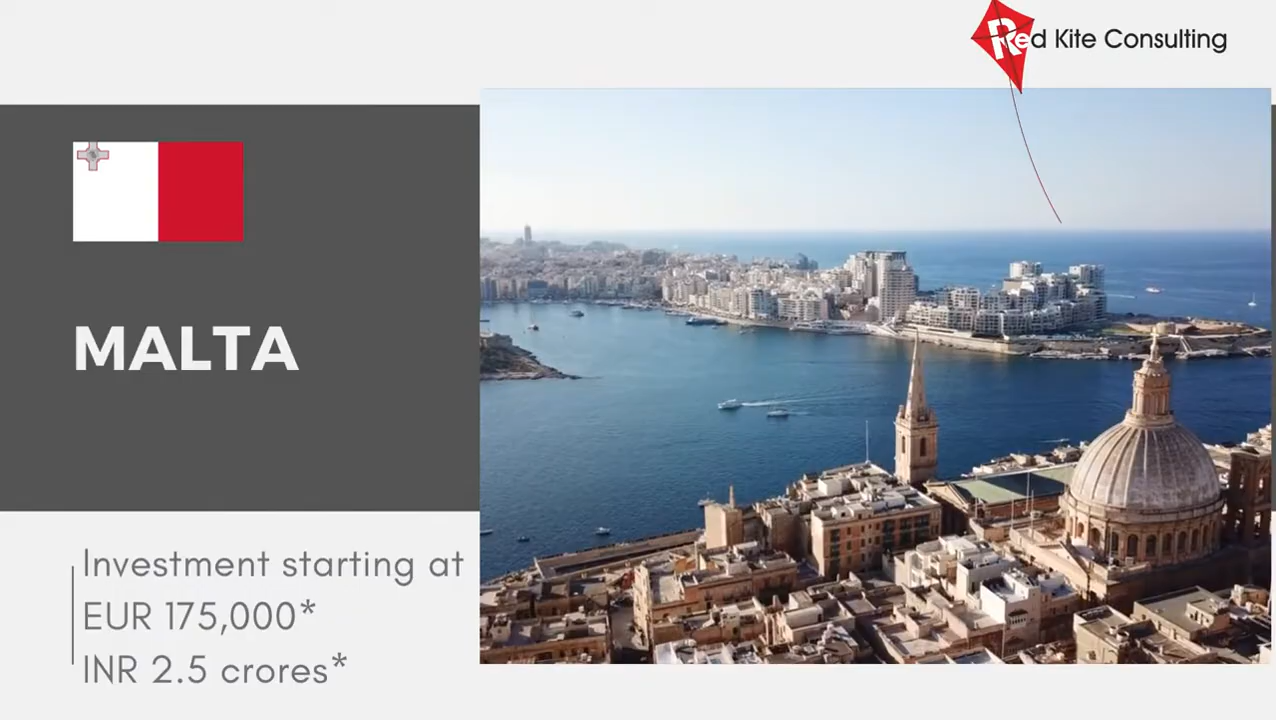 Red Kite Consulting
MALTA
Investment starting at
EUR 175,000*
INR 2.5 crores*